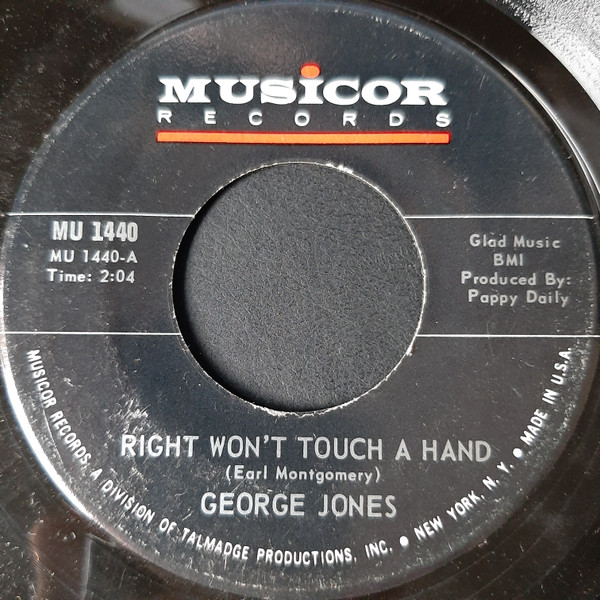 MUSICOR
RECORDS
MU 1440
MU 1440-A
Time: 2:04
Glad Music
BMI
Produced By:
Pappy Daily
RIGHT WON'T TOUCH A HAND
(Earl Montgomery)
GEORGE JONES
MUSICOR RECORDS, A DIVISION OF TALMADGE PRODUCTIONS, INC. ● NEW YORK, N. Y. ● MADE IN U.S.A.